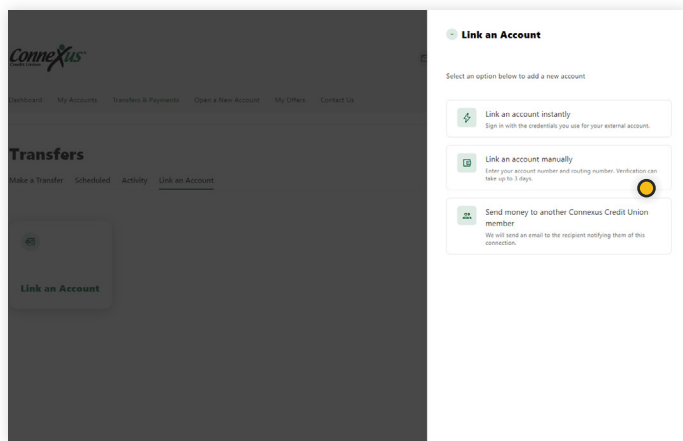 Link an Account
Connexus
Credit Union
Select an option below to add a new account
Dashboard My Accounts Transfers & Payments Open a New Account My Offers Contact Us
Link an account instantly
Sign in with the credentials you use for your external account.
Transfers
Link an account manually
Enter your account number and routing number. Verification can
take up to 3 days.
Make a Transfer Scheduled Activity Link an Account
Send money to another Connexus Credit Union
member
We will send an email to the recipient notifying them of this
connection.
Link an Account